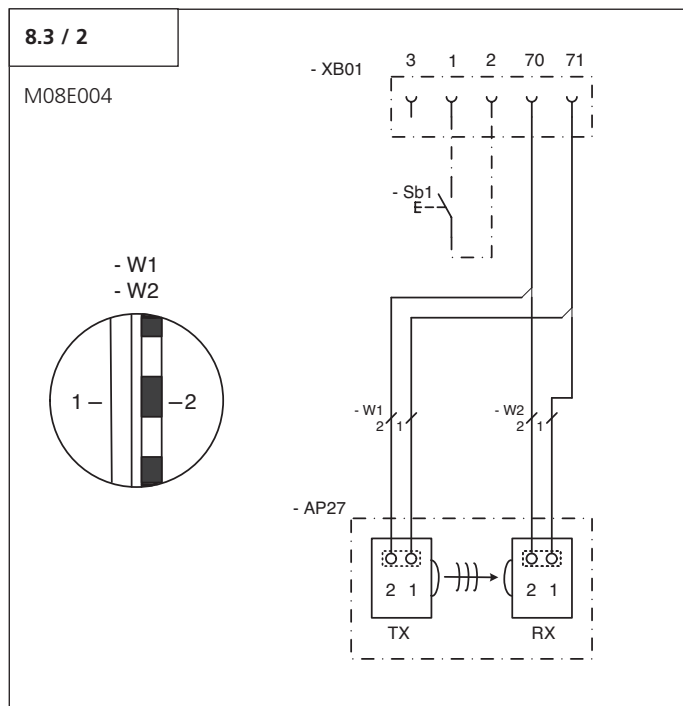 8.3 / 2
M08E004
- XB01
3 1 2 70 71
- Sb1
- W1
- W2
1 2
- W1
2 1
- W2
2 1
- AP27
2 1
2 1
TX
RX